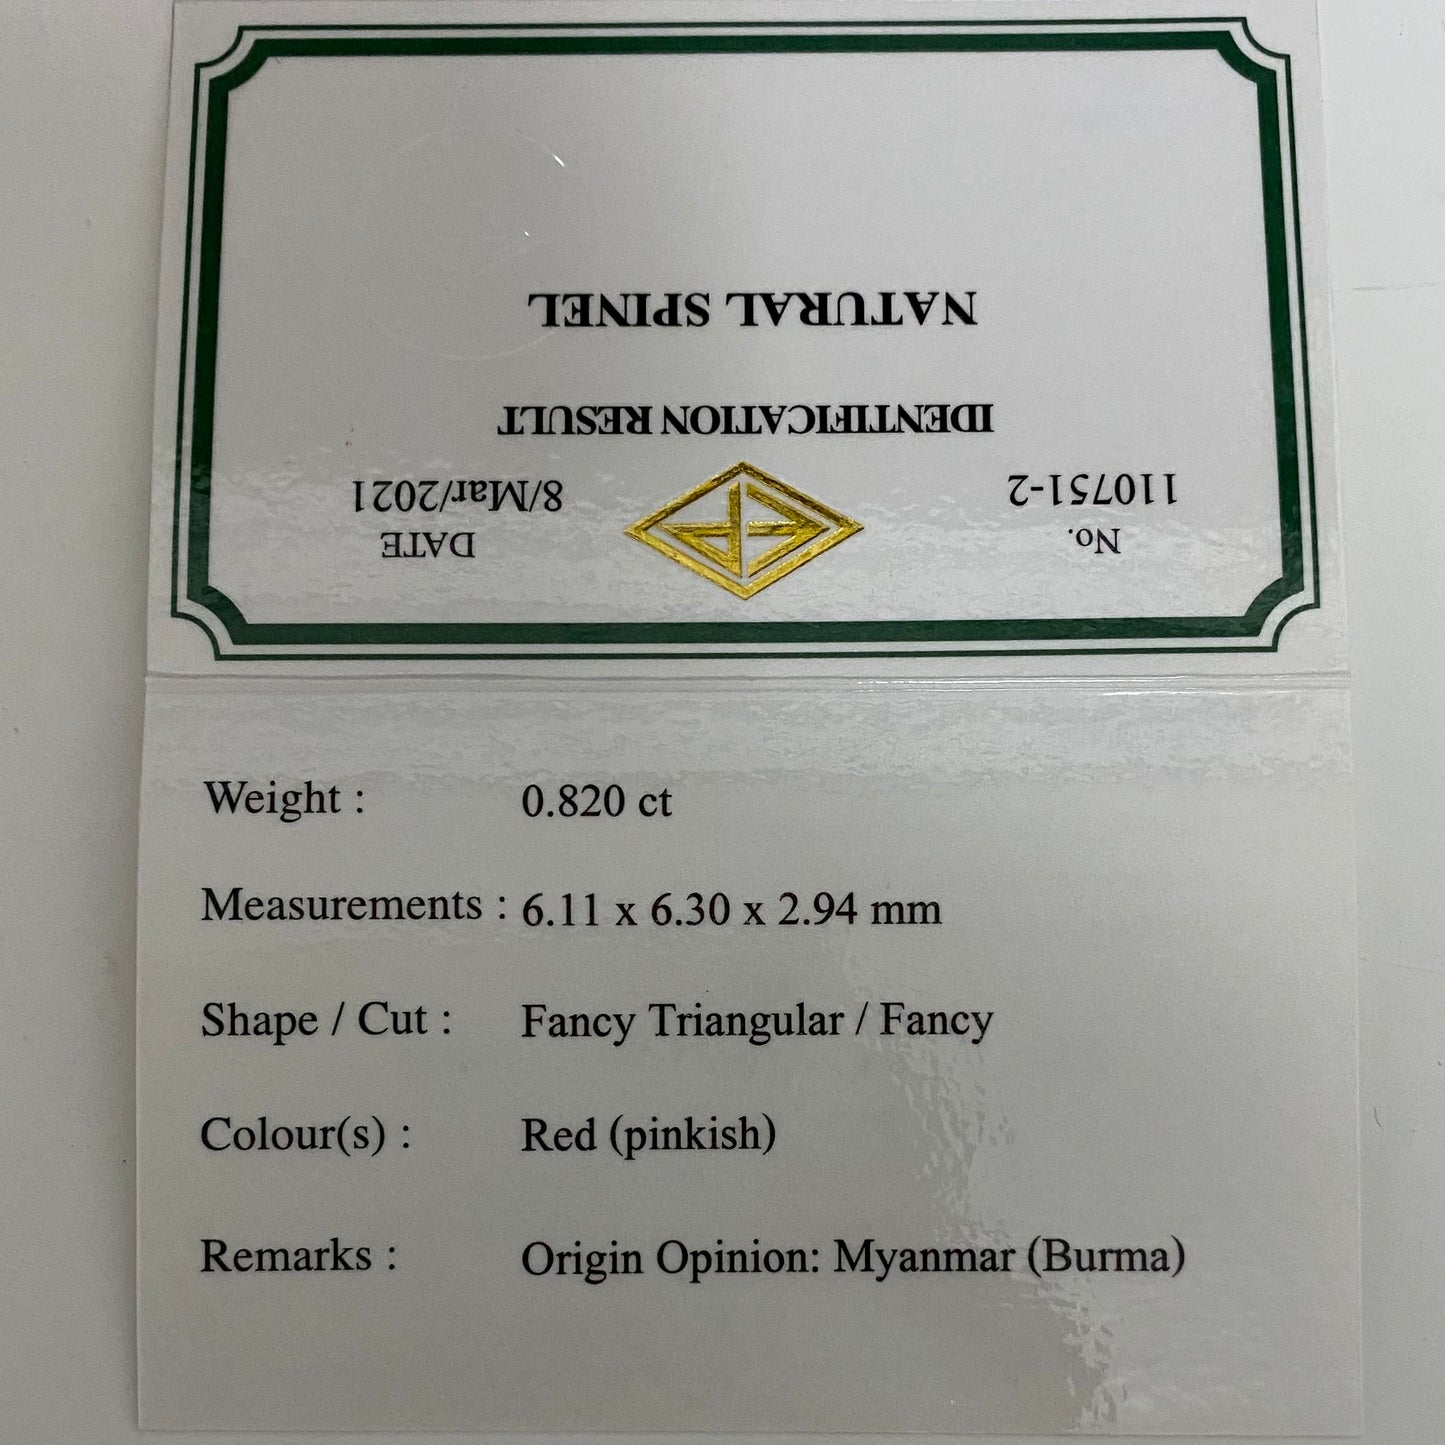 No.
110751-2
DATE
8/Mar/2021
IDENTIFICATION RESULT
NATURAL SPINEL
Weight : 0.820 ct
Measurements : 6.11 x 6.30 x 2.94 mm
Shape / Cut : Fancy Triangular / Fancy
Colour(s) : Red (pinkish)
Remarks : Origin Opinion: Myanmar (Burma)